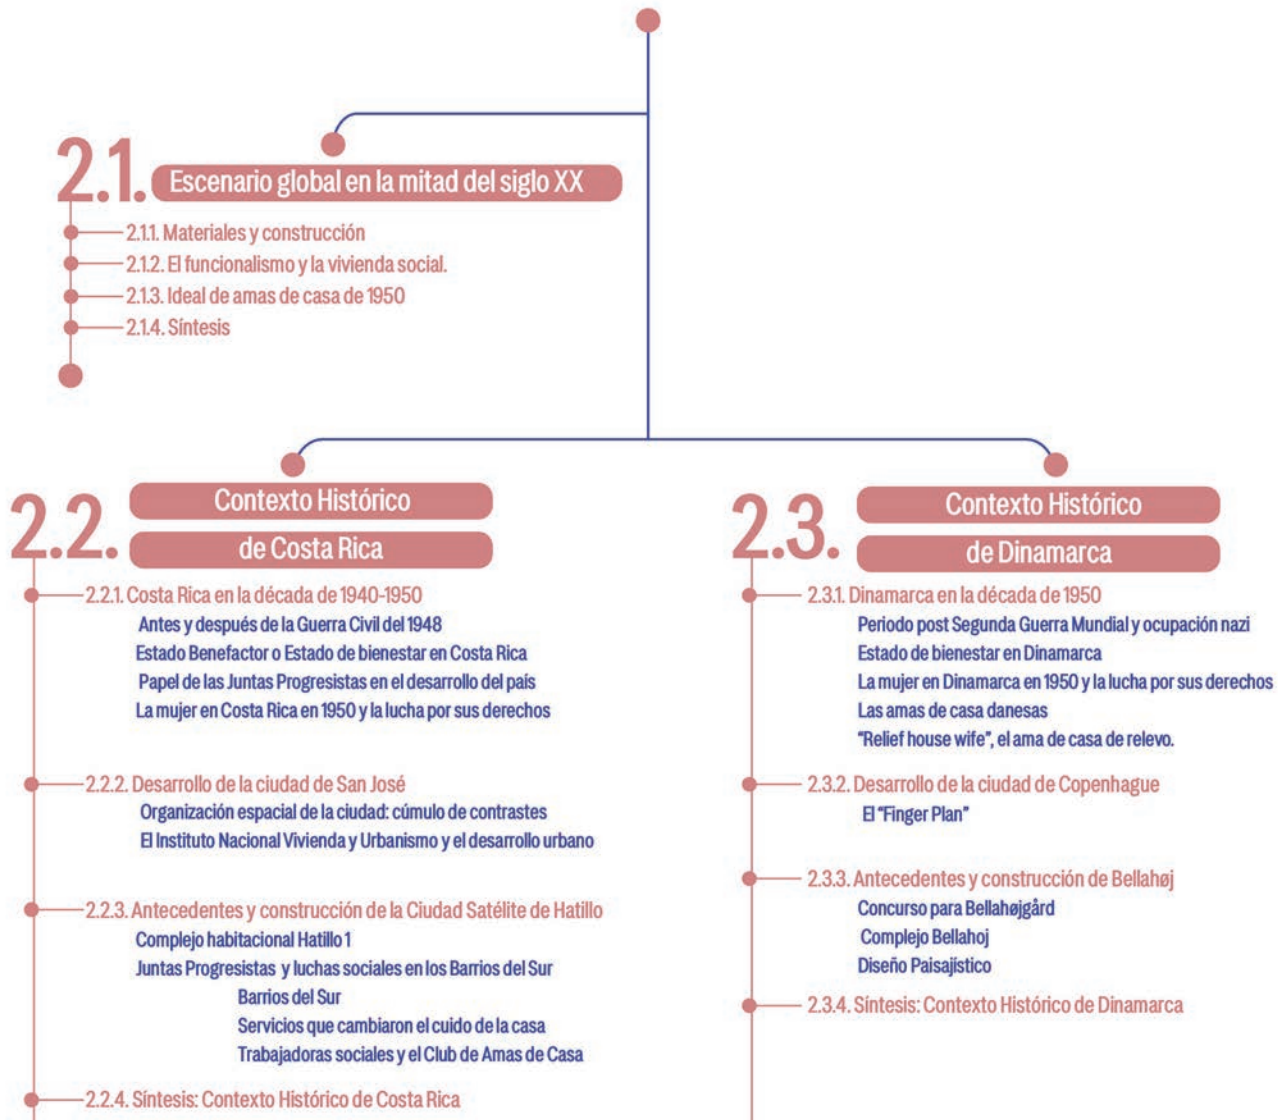 2.1. Escenario global en la mitad del siglo XX
2.1.1. Materiales y construcción
2.1.2. El funcionalismo y la vivienda social.
2.1.3. Ideal de amas de casa de 1950
2.1.4. Síntesis
2.2. Contexto Histórico
de Costa Rica
2.2.1. Costa Rica en la década de 1940-1950
Antes y después de la Guerra Civil del 1948
Estado Benefactor o Estado de bienestar en Costa Rica
Papel de las Juntas Progresistas en el desarrollo del país
La mujer en Costa Rica en 1950 y la lucha por sus derechos
2.2.2. Desarrollo de la ciudad de San José
Organización espacial de la ciudad: cúmulo de contrastes
El Instituto Nacional Vivienda y Urbanismo y el desarrollo urbano
2.2.3. Antecedentes y construcción de la Ciudad Satélite de Hatillo
Complejo habitacional Hatillo 1
Juntas Progresistas y luchas sociales en los Barrios del Sur
Barrios del Sur
Servicios que cambiaron el cuido de la casa
Trabajadoras sociales y el Club de Amas de Casa
2.2.4. Síntesis: Contexto Histórico de Costa Rica
2.3. Contexto Histórico
de Dinamarca
2.3.1. Dinamarca en la década de 1950
Periodo post Segunda Guerra Mundial y ocupación nazi
Estado de bienestar en Dinamarca
La mujer en Dinamarca en 1950 y la lucha por sus derechos
Las amas de casa danesas
"Relief house wife", el ama de casa de relevo.
2.3.2. Desarrollo de la ciudad de Copenhague
El "Finger Plan"
2.3.3. Antecedentes y construcción de Bellahøj
Concurso para Bellahøjgård
Complejo Bellahoj
Diseño Paisajístico
2.3.4. Síntesis: Contexto Histórico de Dinamarca